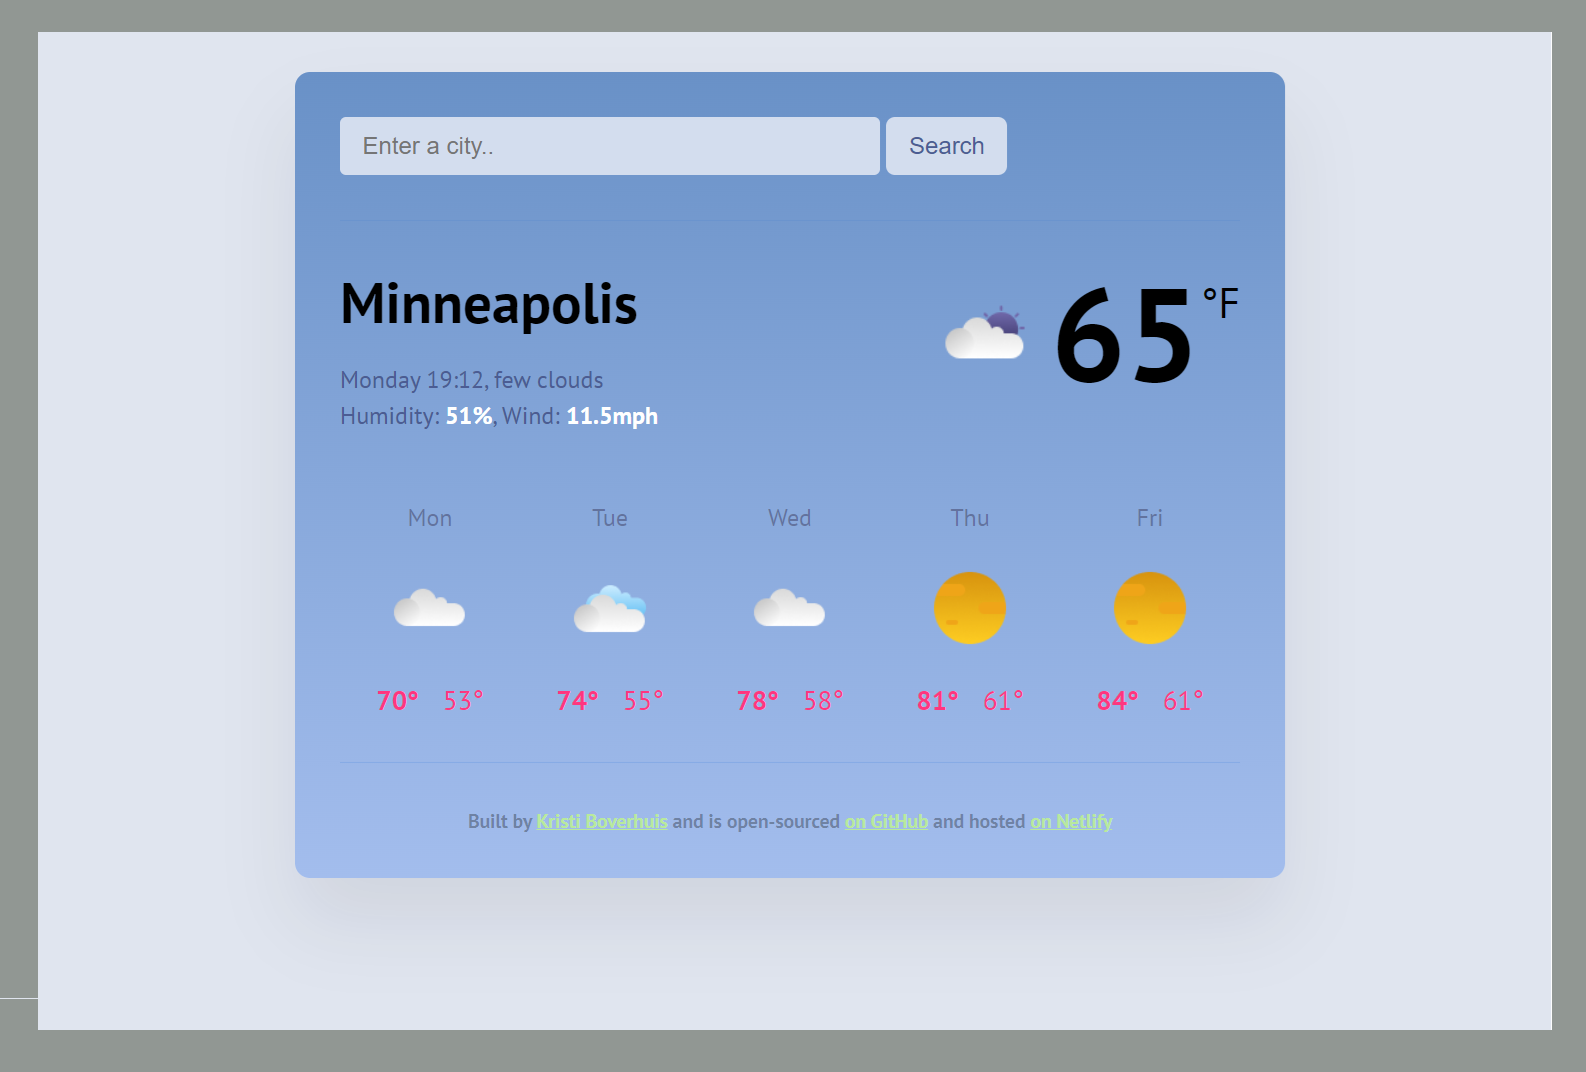 Enter a city..
Search
Minneapolis
65 °F
Monday 19:12, few clouds
Humidity: 51%, Wind: 11.5mph
Mon Tue Wed Thu Fri
70° 53° 74° 55° 78° 58° 81° 61° 84° 61°
Built by Kristi Boverhuis and is open-sourced on GitHub and hosted on Netlify